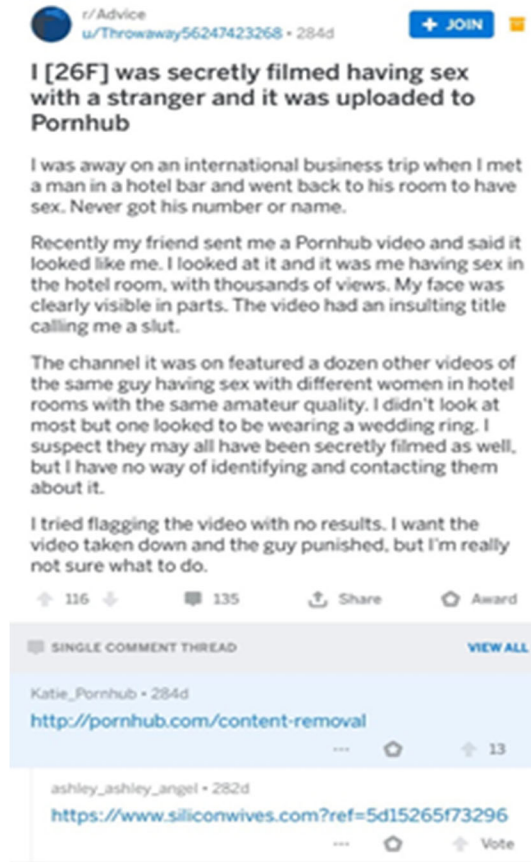 r/Advice
u/Throwaway56247423268 • 284d
+ JOIN
I [26F] was secretly filmed having sex
with a stranger and it was uploaded to
Pornhub
I was away on an international business trip when I met
a man in a hotel bar and went back to his room to have
sex. Never got his number or name.
Recently my friend sent me a Pornhub video and said it
looked like me. I looked at it and it was me having sex in
the hotel room, with thousands of views. My face was
clearly visible in parts. The video had an insulting title
calling me a slut.
The channel it was on featured a dozen other videos of
the same guy having sex with different women in hotel
rooms with the same amateur quality. I didn't look at
most but one looked to be wearing a wedding ring. I
suspect they may all have been secretly filmed as well,
but I have no way of identifying and contacting them
about it.
I tried flagging the video with no results. I want the
video taken down and the guy punished, but I'm really
not sure what to do.
116
135
Share
Award
SINGLE COMMENT THREAD
VIEW ALL
Katie_Pornhub • 284d
http://pornhub.com/content-removal
13
ashley_ashley_angel • 282d
https://www.siliconwives.com?ref=5d15265f73296
Vote